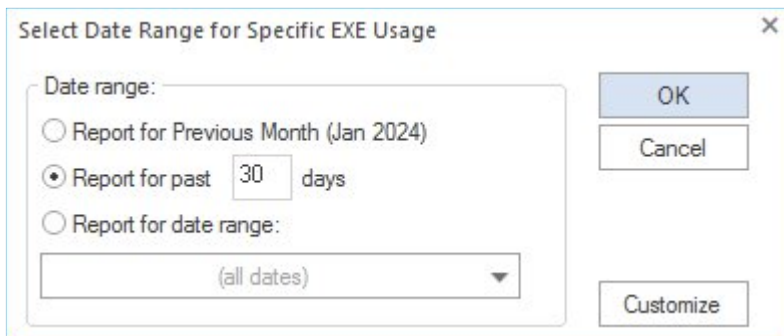 Select Date Range for Specific EXE Usage
Date range:
OK
Report for Previous Month (Jan 2024)
Cancel
Report for past 30 days
Report for date range:
(all dates)
Customize